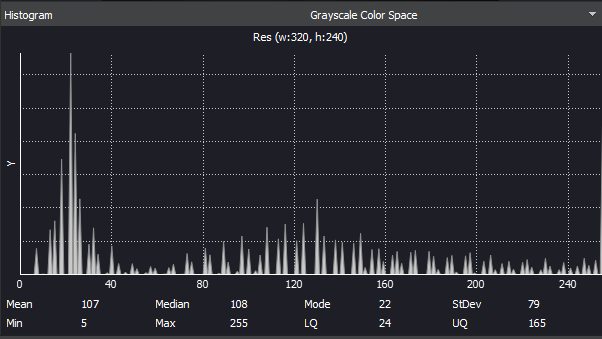 Histogram Grayscale Color Space
Res (w:320, h:240)
Y
0 40 80 120 160 200 240
Mean 107 Median 108 Mode 22 StDev 79
Min 5 Max 255 LQ 24 UQ 165